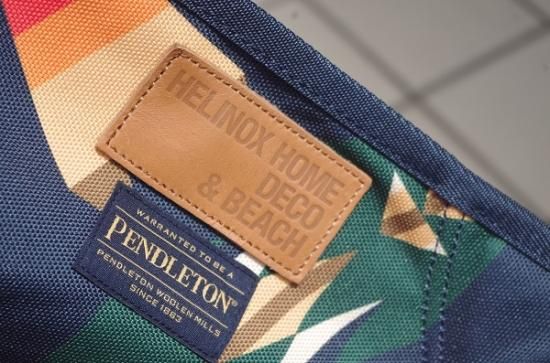 HELINOX HOME
DECO
& BEACH
WARRANTED TO BE A
PENDLETON®
PENDLETON WOOLEN MILLS
SINCE 1863